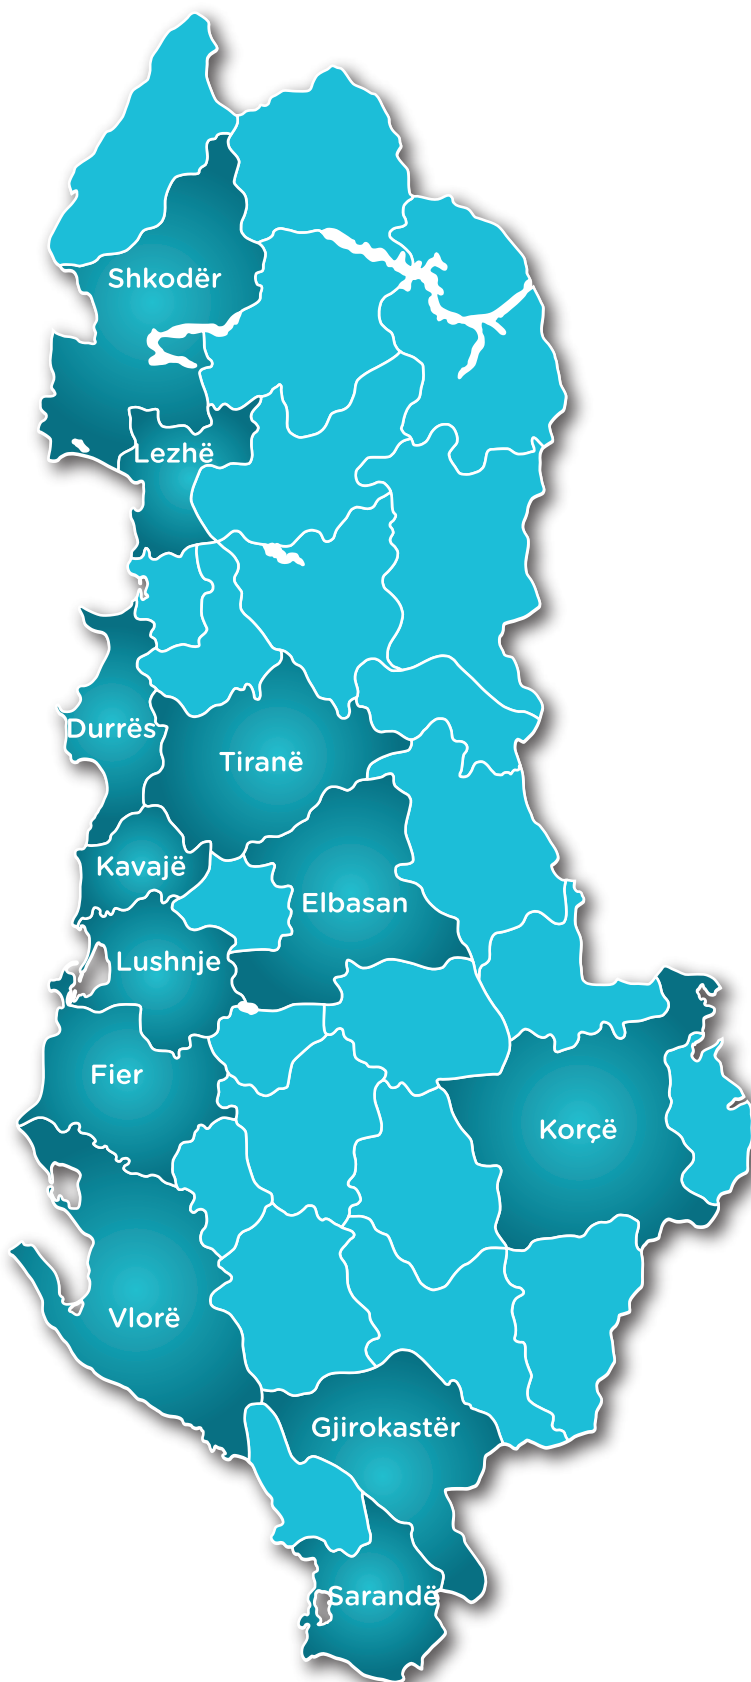 Shkodër
Lezhë
Durrës
Tiranë
Kavajë
Elbasan
Lushnje
Fier
Korçë
Vlorë
Gjirokastër
Sarandë